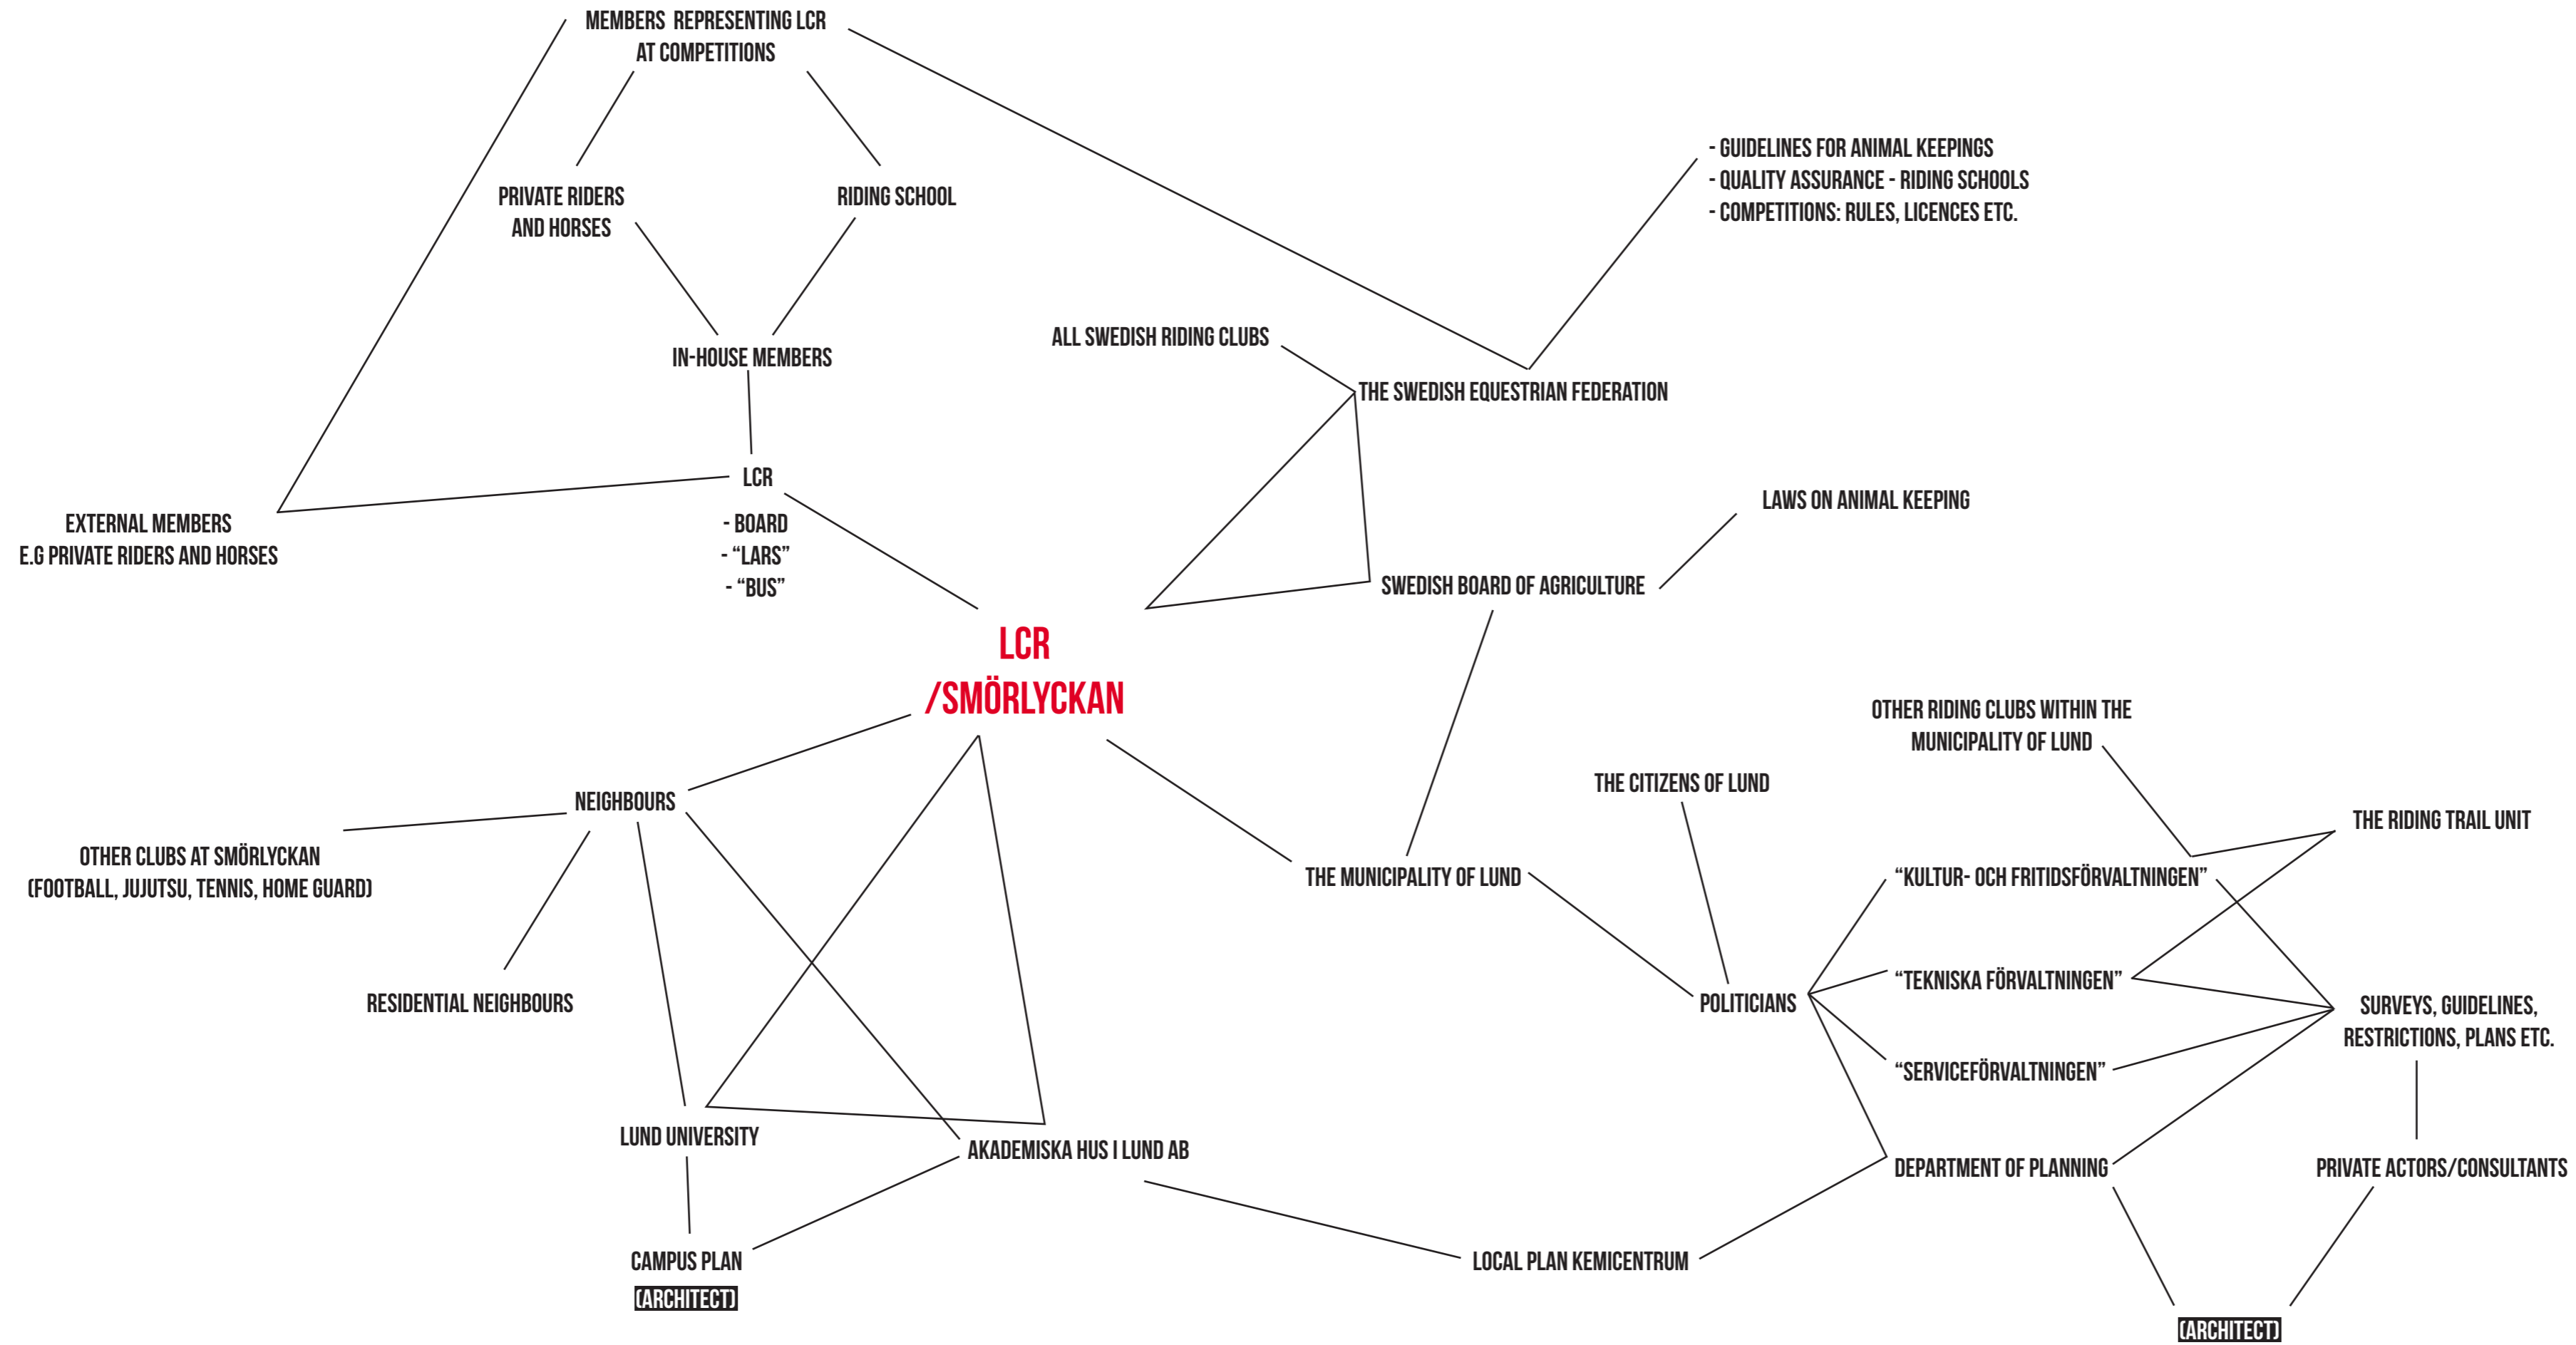 MEMBERS REPRESENTING LCR
AT COMPETITIONS
- GUIDELINES FOR ANIMAL KEEPINGS
- QUALITY ASSURANCE - RIDING SCHOOLS
- COMPETITIONS: RULES, LICENCES ETC.
PRIVATE RIDERS
AND HORSES
RIDING SCHOOL
ALL SWEDISH RIDING CLUBS
IN-HOUSE MEMBERS
THE SWEDISH EQUESTRIAN FEDERATION
LCR
- BOARD
- “LARS”
- “BUS”
EXTERNAL MEMBERS
E.G PRIVATE RIDERS AND HORSES
LAWS ON ANIMAL KEEPING
SWEDISH BOARD OF AGRICULTURE
LCR
/SMÖRLYCKAN
OTHER RIDING CLUBS WITHIN THE
MUNICIPALITY OF LUND
THE CITIZENS OF LUND
NEIGHBOURS
THE RIDING TRAIL UNIT
OTHER CLUBS AT SMÖRLYCKAN
(FOOTBALL, JUJUTSU, TENNIS, HOME GUARD)
THE MUNICIPALITY OF LUND
“KULTUR- OCH FRITIDSFÖRVALTNINGEN”
“TEKNISKA FÖRVALTNINGEN”
RESIDENTIAL NEIGHBOURS
POLITICIANS
SURVEYS, GUIDELINES,
RESTRICTIONS, PLANS ETC.
“SERVICEFÖRVALTNINGEN”
LUND UNIVERSITY
AKADEMISKA HUS I LUND AB
DEPARTMENT OF PLANNING
PRIVATE ACTORS/CONSULTANTS
CAMPUS PLAN
(ARCHITECT)
LOCAL PLAN KEMICENTRUM
(ARCHITECT)